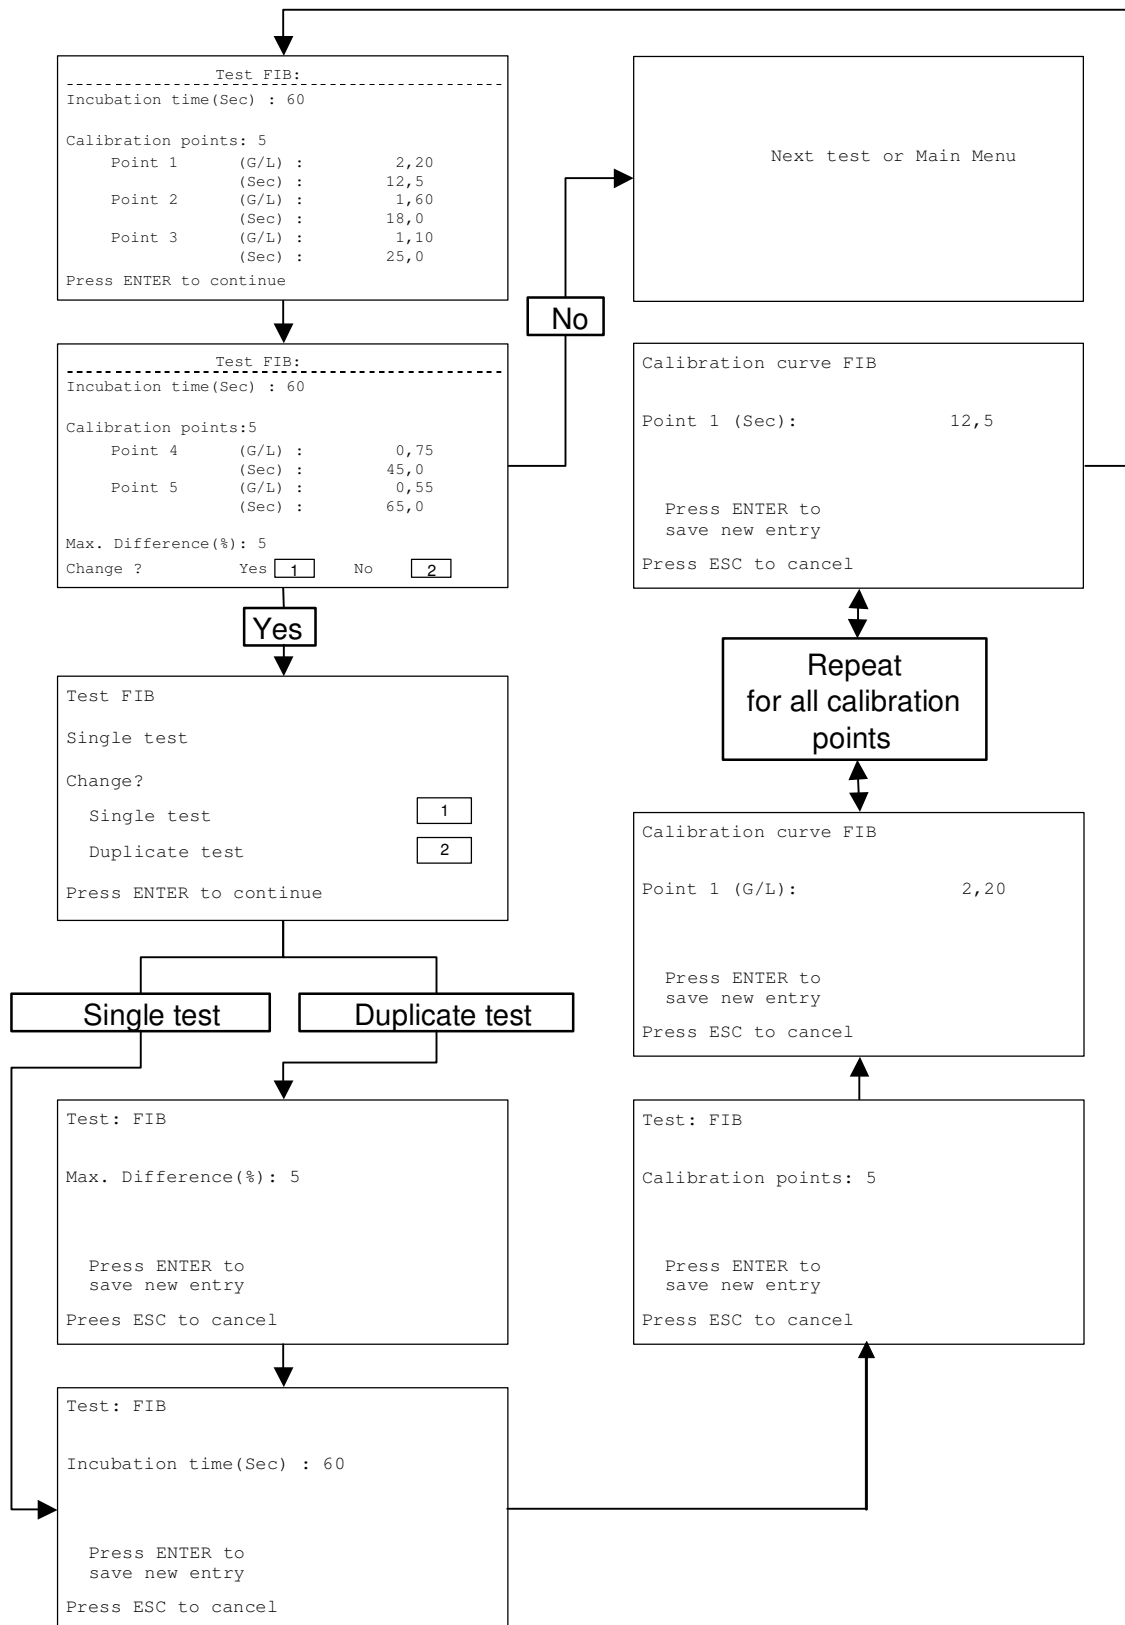 Test FIB:
Incubation time(Sec) : 60
Calibration points: 5
Point 1 (G/L) : 2,20
(Sec) : 12,5
Point 2 (G/L) : 1,60
(Sec) : 18,0
Point 3 (G/L) : 1,10
(Sec) : 25,0
Press ENTER to continue
Next test or Main Menu
No
Test FIB:
Incubation time(Sec) : 60
Calibration points:5
Point 4 (G/L) : 0,75
(Sec) : 45,0
Point 5 (G/L) : 0,55
(Sec) : 65,0
Max. Difference(%): 5
Change ? Yes 1 No 2
Yes
Test FIB
Single test
Change?
Single test 1
Duplicate test 2
Press ENTER to continue
Single test
Duplicate test
Test: FIB
Max. Difference(%): 5
Press ENTER to
save new entry
Prees ESC to cancel
Test: FIB
Incubation time(Sec) : 60
Press ENTER to
save new entry
Press ESC to cancel
Calibration curve FIB
Point 1 (Sec): 12,5
Press ENTER to
save new entry
Press ESC to cancel
Repeat
for all calibration
points
Calibration curve FIB
Point 1 (G/L): 2,20
Press ENTER to
save new entry
Press ESC to cancel
Test: FIB
Calibration points: 5
Press ENTER to
save new entry
Press ESC to cancel